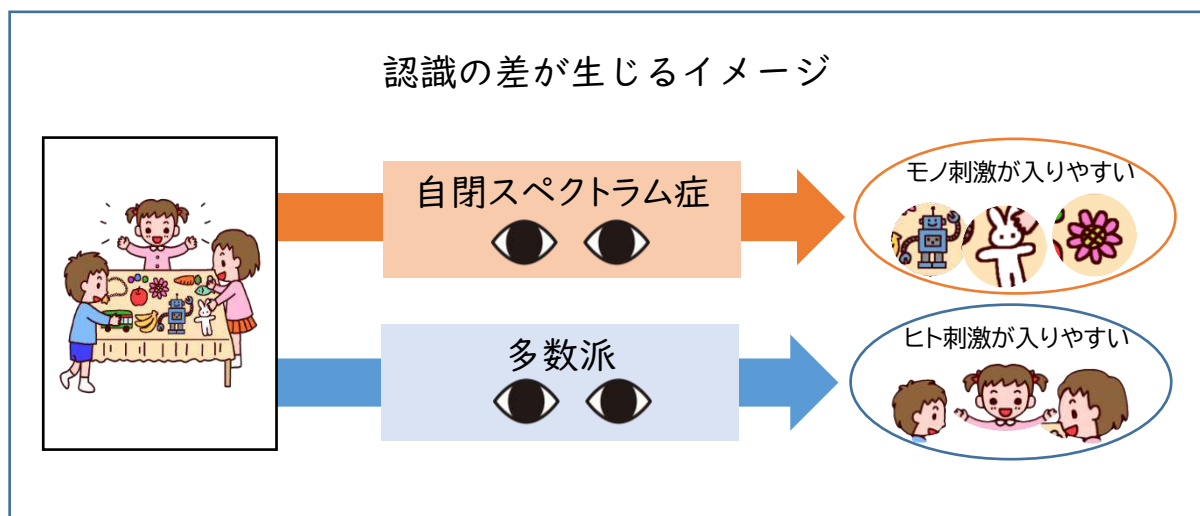 認識の差が生じるイメージ
自閉スペクトラム症
モノ刺激が入りやすい
多数派
ヒト刺激が入りやすい